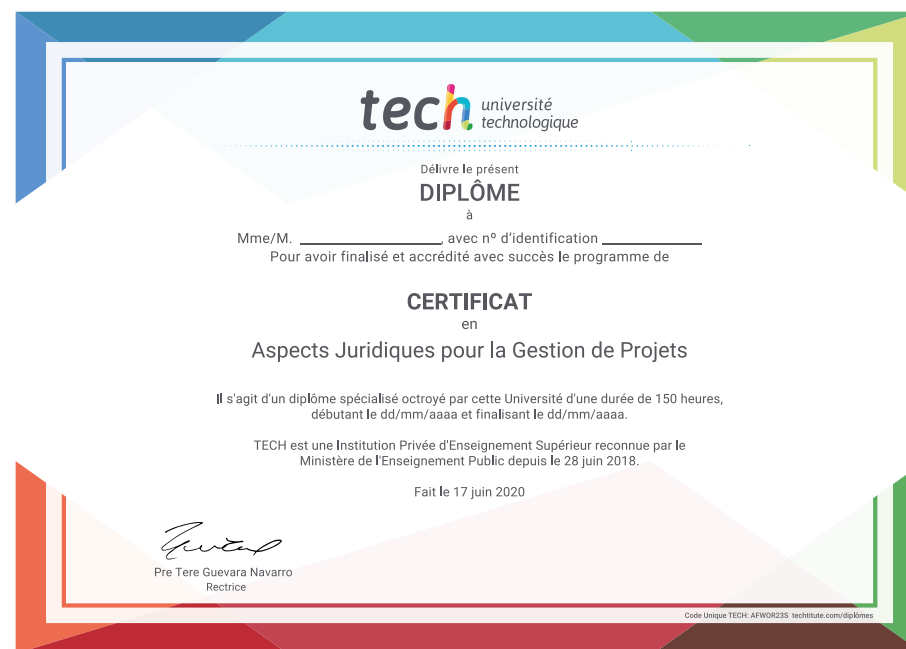 tech université
technologique
Délivre le présent
DIPLÔME
à
Mme/M. ____________________, avec nº d'identification ______________
Pour avoir finalisé et accrédité avec succès le programme de
CERTIFICAT
en
Aspects Juridiques pour la Gestion de Projets
Il s'agit d'un diplôme spécialisé octroyé par cette Université d'une durée de 150 heures,
débutant le dd/mm/aaaa et finalisant le dd/mm/aaaa.
TECH est une Institution Privée d'Enseignement Supérieur reconnue par le
Ministère de l'Enseignement Public depuis le 28 juin 2018.
Fait le 17 juin 2020
Pre Tere Guevara Navarro
Rectrice
Code Unique TECH: AFWOR23S techtitute.com/diplômes